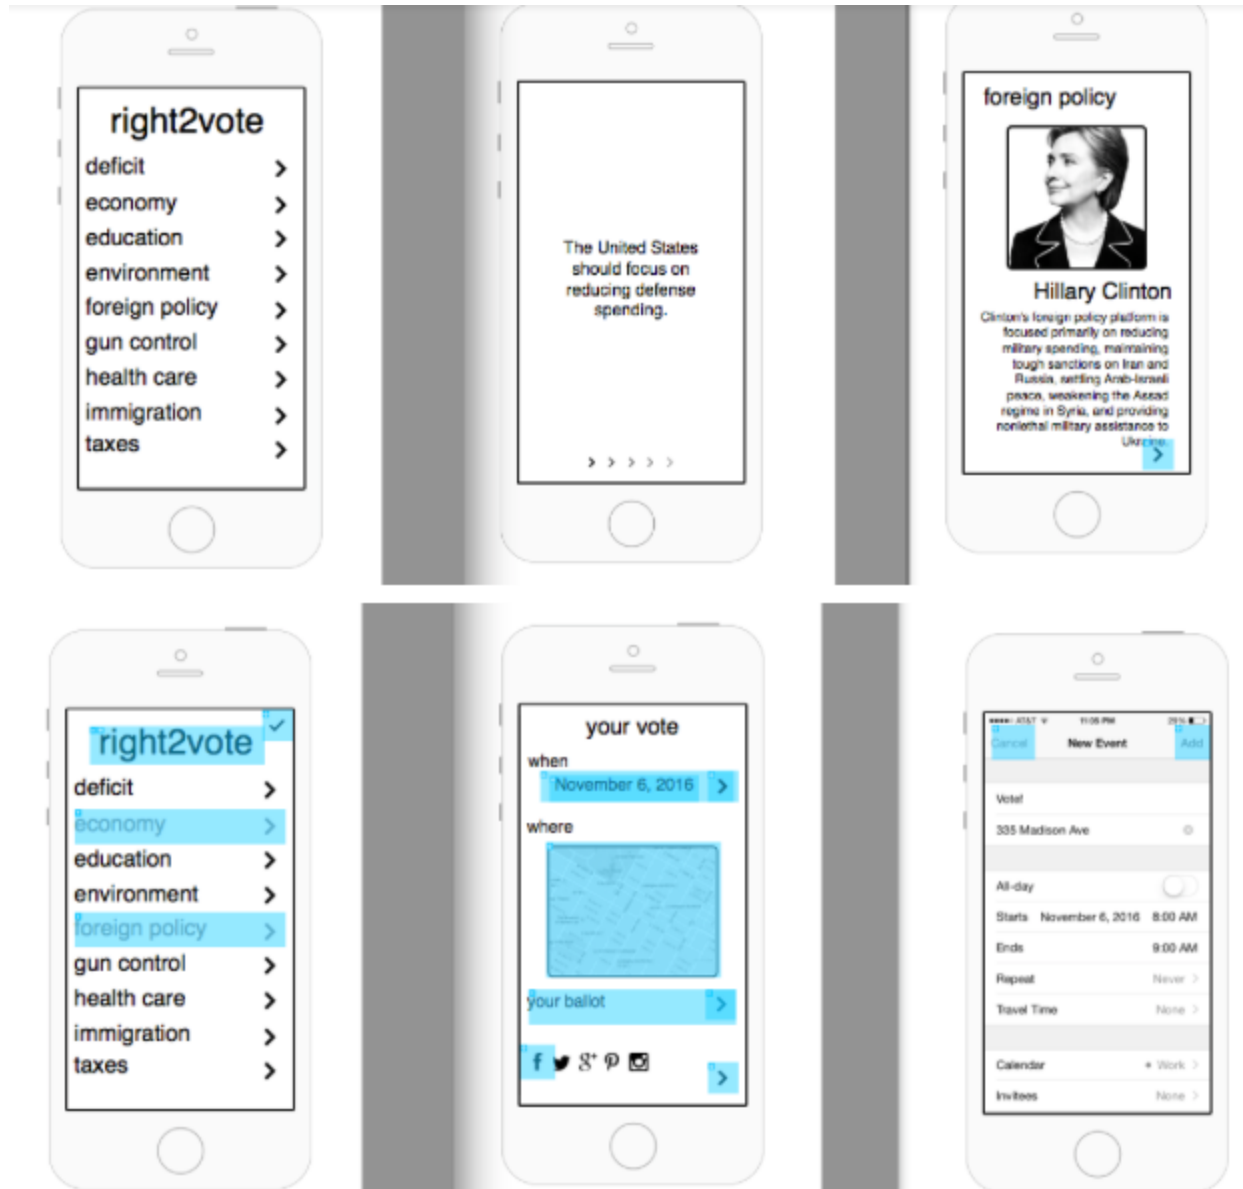 right2vote
deficit
economy
education
environment
foreign policy
gun control
health care
immigration
taxes
The United States
should focus on
reducing defense
spending.
foreign policy
Hillary Clinton
Clinton's foreign policy platform is
focused primarily on reducing
military spending, maintaining
tough sanctions on Iran and
Russia, settling Arab-Israeli
peace, weakening the Assad
regime in Syria, and providing
nonlethal military assistance to
Ukraine.
right2vote
deficit
economy
education
environment
foreign policy
gun control
health care
immigration
taxes
your vote
when
November 6, 2016
where
your ballot
AT&T 11:05 PM
Cancel New Event Add
Vote!
335 Madison Ave
All-day
Starts November 6, 2016 8:00 AM
Ends 9:00 AM
Repeat Never
Travel Time None
Calendar Work
Invitees None